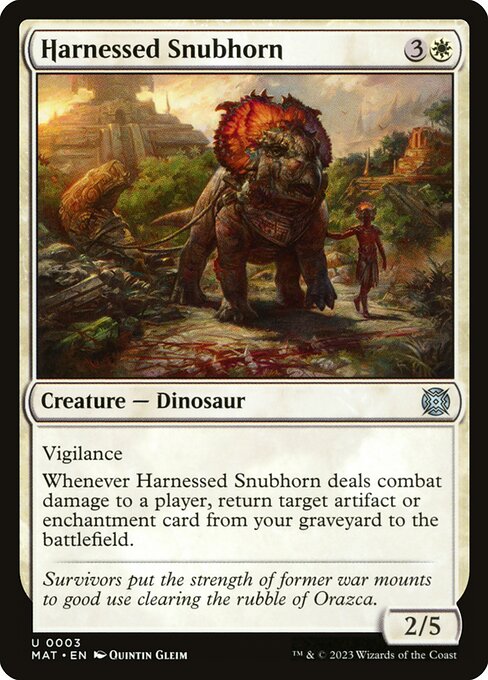 Harnessed Snubhorn 3
Creature — Dinosaur
Vigilance
Whenever Harnessed Snubhorn deals combat
damage to a player, return target artifact or
enchantment card from your graveyard to the
battlefield.
Survivors put the strength of former war mounts
to good use clearing the rubble of Orazca.
2/5
U 0003
MAT • EN Quintin Gleim
™ & © 2023 Wizards of the Coast